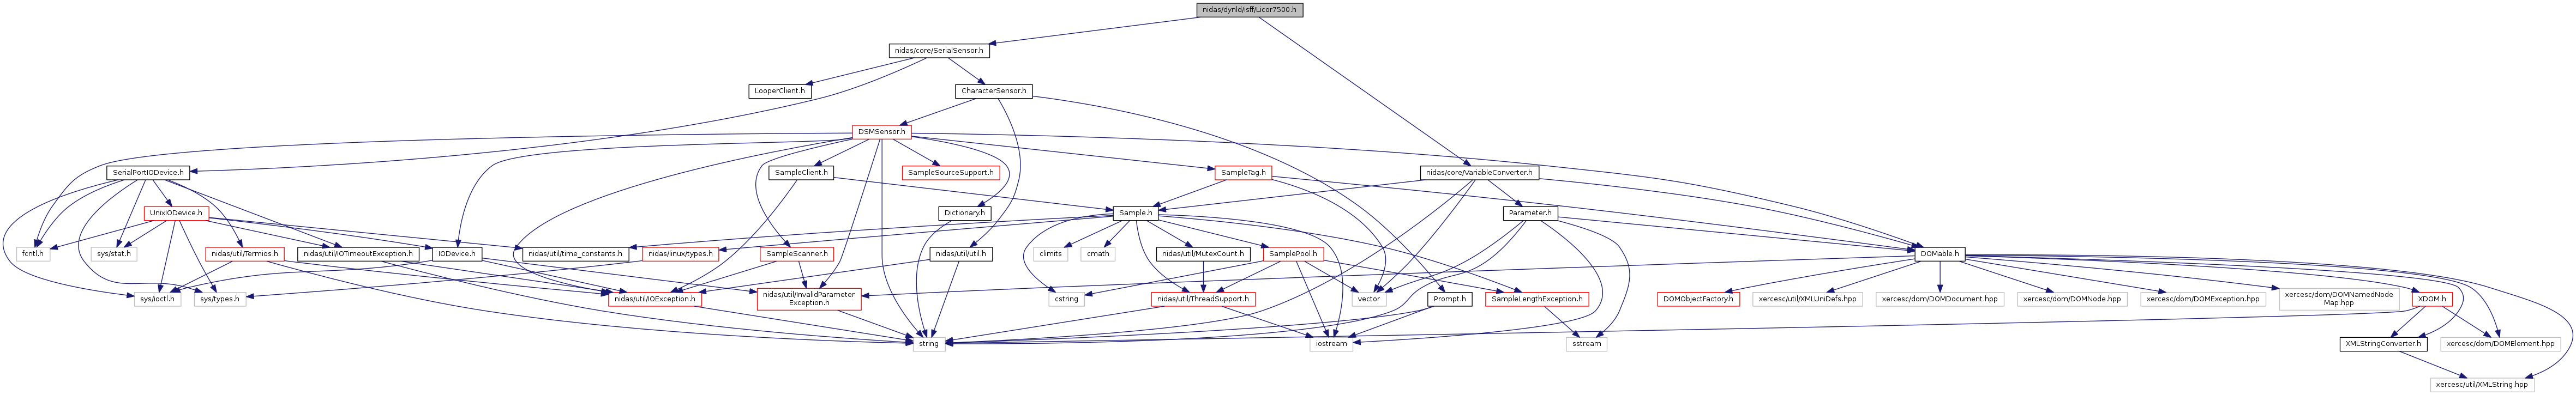 nidas/dynld/isff/Licor7500.h
nidas/core/SerialSensor.h
LooperClient.h
CharacterSensor.h
DSMSensor.h
SerialPortIODevice.h
SampleClient.h
SampleSourceSupport.h
SampleTag.h
nidas/core/VariableConverter.h
UnixIODevice.h
Dictionary.h
Sample.h
Parameter.h
fcntl.h
sys/stat.h
nidas/util/Termios.h
nidas/util/IOTimeoutException.h
IODevice.h
nidas/util/time_constants.h
nidas/linux/types.h
SampleScanner.h
nidas/util/util.h
climits
cmath
nidas/util/MutexCount.h
SamplePool.h
DOMable.h
sys/ioctl.h
sys/types.h
nidas/util/IOException.h
nidas/util/InvalidParameter
Exception.h
cstring
nidas/util/ThreadSupport.h
vector
Prompt.h
SampleLengthException.h
DOMObjectFactory.h
xercesc/util/XMLUniDefs.hpp
xercesc/dom/DOMDocument.hpp
xercesc/dom/DOMNode.hpp
xercesc/dom/DOMException.hpp
xercesc/dom/DOMNamedNode
Map.hpp
XDOM.h
string
iostream
sstream
XMLStringConverter.h
xercesc/dom/DOMElement.hpp
xercesc/util/XMLString.hpp